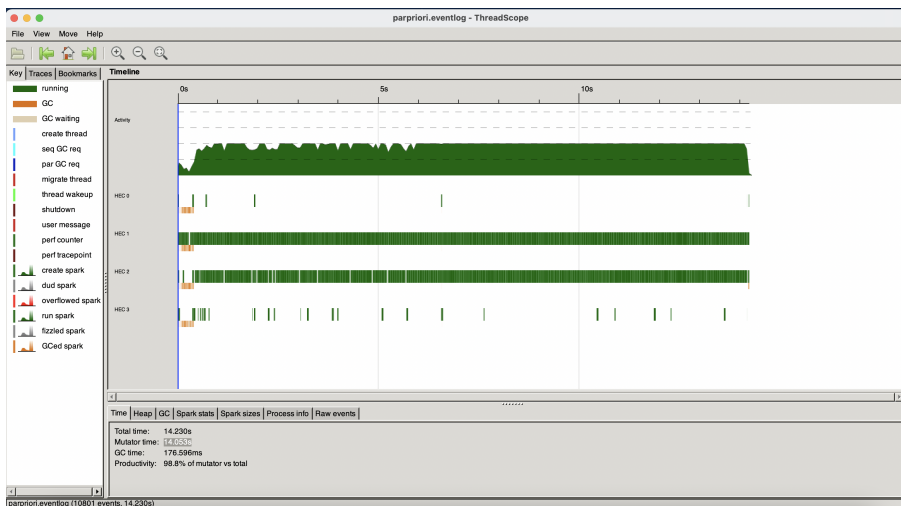 parpriori.eventlog - ThreadScope
File View Move Help
Key Traces Bookmarks
running
GC
GC waiting
create thread
seq GC req
par GC req
migrate thread
thread wakeup
shutdown
user message
perf counter
perf tracepoint
create spark
dud spark
overflowed spark
run spark
fizzled spark
GCed spark
Timeline
0s 5s 10s
Activity
HEC 0
HEC 1
HEC 2
HEC 3
Time Heap GC Spark stats Spark sizes Process info Raw events
Total time: 14.230s
Mutator time: 14.053s
GC time: 176.596ms
Productivity: 98.8% of mutator vs total
parpriori.eventlog (10801 events, 14.230s)